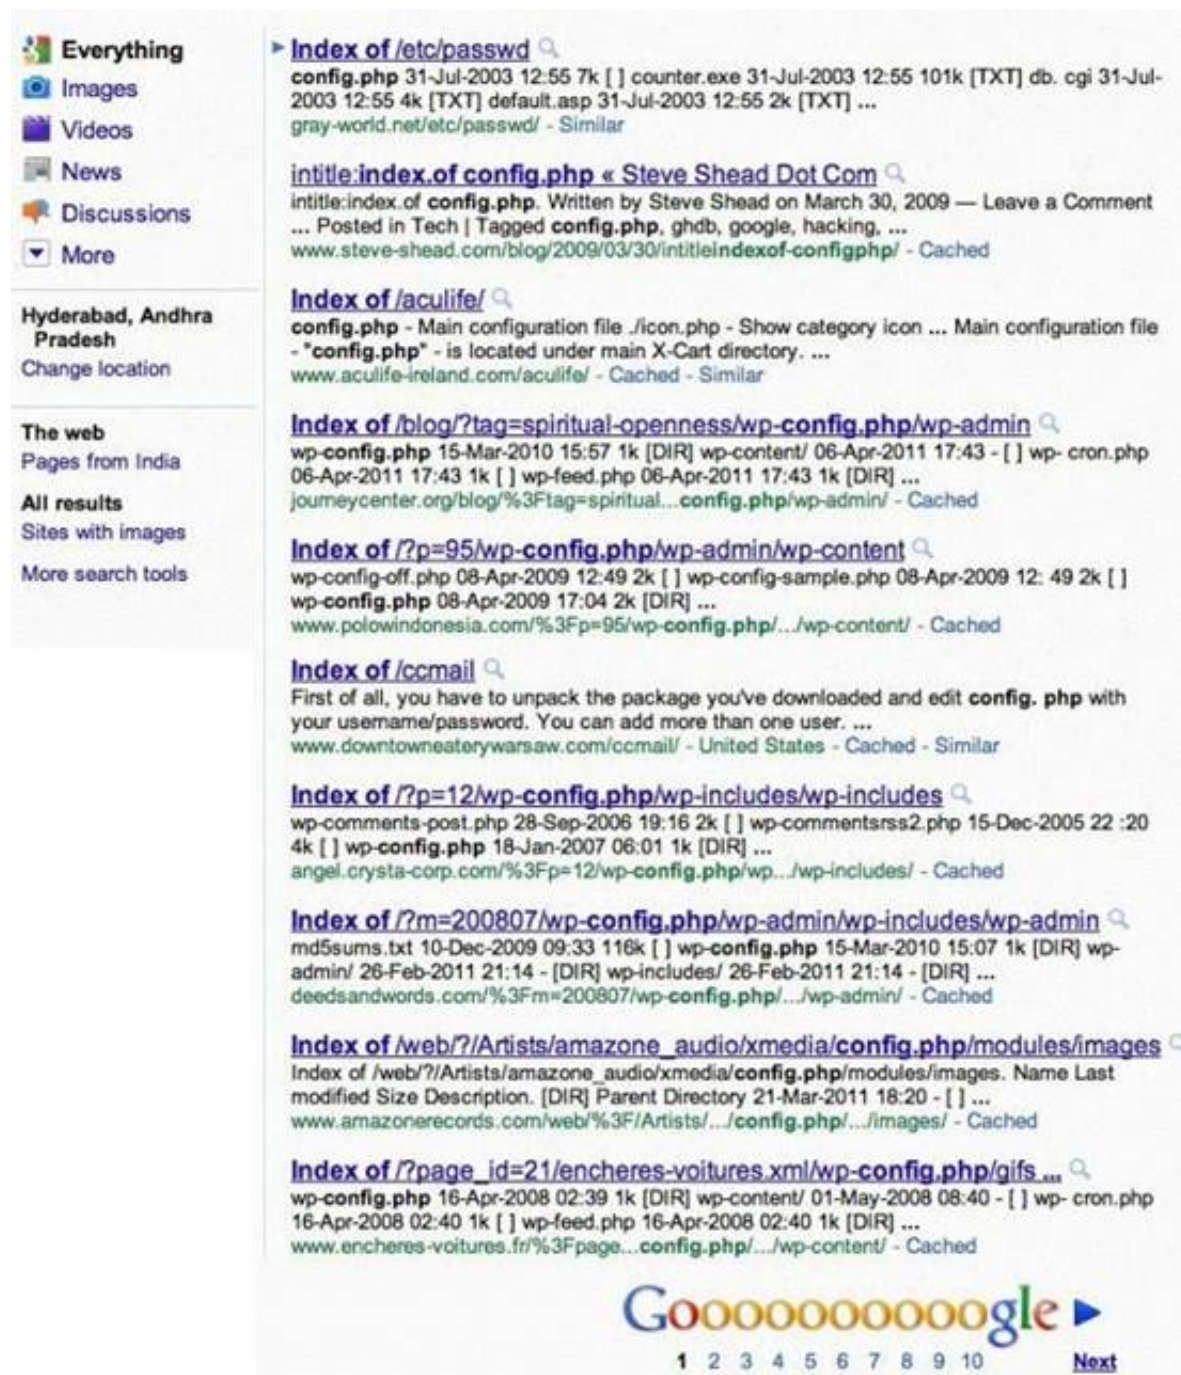 Everything
Images
Videos
News
Discussions
More
Hyderabad, Andhra
Pradesh
Change location
The web
Pages from India
All results
Sites with images
More search tools
Index of /etc/passwd
config.php 31-Jul-2003 12:55 7k [ ] counter.exe 31-Jul-2003 12:55 101k [TXT] db. cgi 31-Jul-
2003 12:55 4k [TXT] default.asp 31-Jul-2003 12:55 2k [TXT] ...
gray-world.net/etc/passwd/ - Similar
intitle:index.of config.php « Steve Shead Dot Com
intitle:index.of config.php. Written by Steve Shead on March 30, 2009 — Leave a Comment
... Posted in Tech | Tagged config.php, ghdb, google, hacking, ...
www.steve-shead.com/blog/2009/03/30/intitleindexof-configphp/ - Cached
Index of /aculife/
config.php - Main configuration file ./icon.php - Show category icon ... Main configuration file
- "config.php" - is located under main X-Cart directory. ...
www.aculife-ireland.com/aculife/ - Cached - Similar
Index of /blog/?tag=spiritual-openness/wp-config.php/wp-admin
wp-config.php 15-Mar-2010 15:57 1k [DIR] wp-content/ 06-Apr-2011 17:43 - [ ] wp- cron.php
06-Apr-2011 17:43 1k [ ] wp-feed.php 06-Apr-2011 17:43 1k [DIR] ...
journeycenter.org/blog/%3Ftag=spiritual...config.php/wp-admin/ - Cached
Index of /?p=95/wp-config.php/wp-admin/wp-content
wp-config-off.php 08-Apr-2009 12:49 2k [ ] wp-config-sample.php 08-Apr-2009 12: 49 2k [ ]
wp-config.php 08-Apr-2009 17:04 2k [DIR] ...
www.polowindonesia.com/%3Fp=95/wp-config.php/.../wp-content/ - Cached
Index of /ccmail
First of all, you have to unpack the package you've downloaded and edit config. php with
your username/password. You can add more than one user. ...
www.downtowneaterywarsaw.com/ccmail/ - United States - Cached - Similar
Index of /?p=12/wp-config.php/wp-includes/wp-includes
wp-comments-post.php 28-Sep-2006 19:16 2k [ ] wp-commentsrss2.php 15-Dec-2005 22 :20
4k [ ] wp-config.php 18-Jan-2007 06:01 1k [DIR] ...
angel.crysta-corp.com/%3Fp=12/wp-config.php/wp.../wp-includes/ - Cached
Index of /?m=200807/wp-config.php/wp-admin/wp-includes/wp-admin
md5sums.txt 10-Dec-2009 09:33 116k [ ] wp-config.php 15-Mar-2010 15:07 1k [DIR] wp-
admin/ 26-Feb-2011 21:14 - [DIR] wp-includes/ 26-Feb-2011 21:14 - [DIR] ...
deedsandwords.com/%3Fm=200807/wp-config.php/.../wp-admin/ - Cached
Index of /web/?/Artists/amazone_audio/xmedia/config.php/modules/images
Index of /web/?/Artists/amazone_audio/xmedia/config.php/modules/images. Name Last
modified Size Description. [DIR] Parent Directory 21-Mar-2011 18:20 - [ ] ...
www.amazonerecords.com/web/%3F/Artists/.../config.php/.../images/ - Cached
Index of /?page_id=21/encheres-voitures.xml/wp-config.php/gifs ...
wp-config.php 16-Apr-2008 02:39 1k [DIR] wp-content/ 01-May-2008 08:40 - [ ] wp- cron.php
16-Apr-2008 02:40 1k [ ] wp-feed.php 16-Apr-2008 02:40 1k [DIR] ...
www.encheres-voitures.fr/%3Fpage...config.php/.../wp-content/ - Cached
Goooooooooogle
1 2 3 4 5 6 7 8 9 10 Next